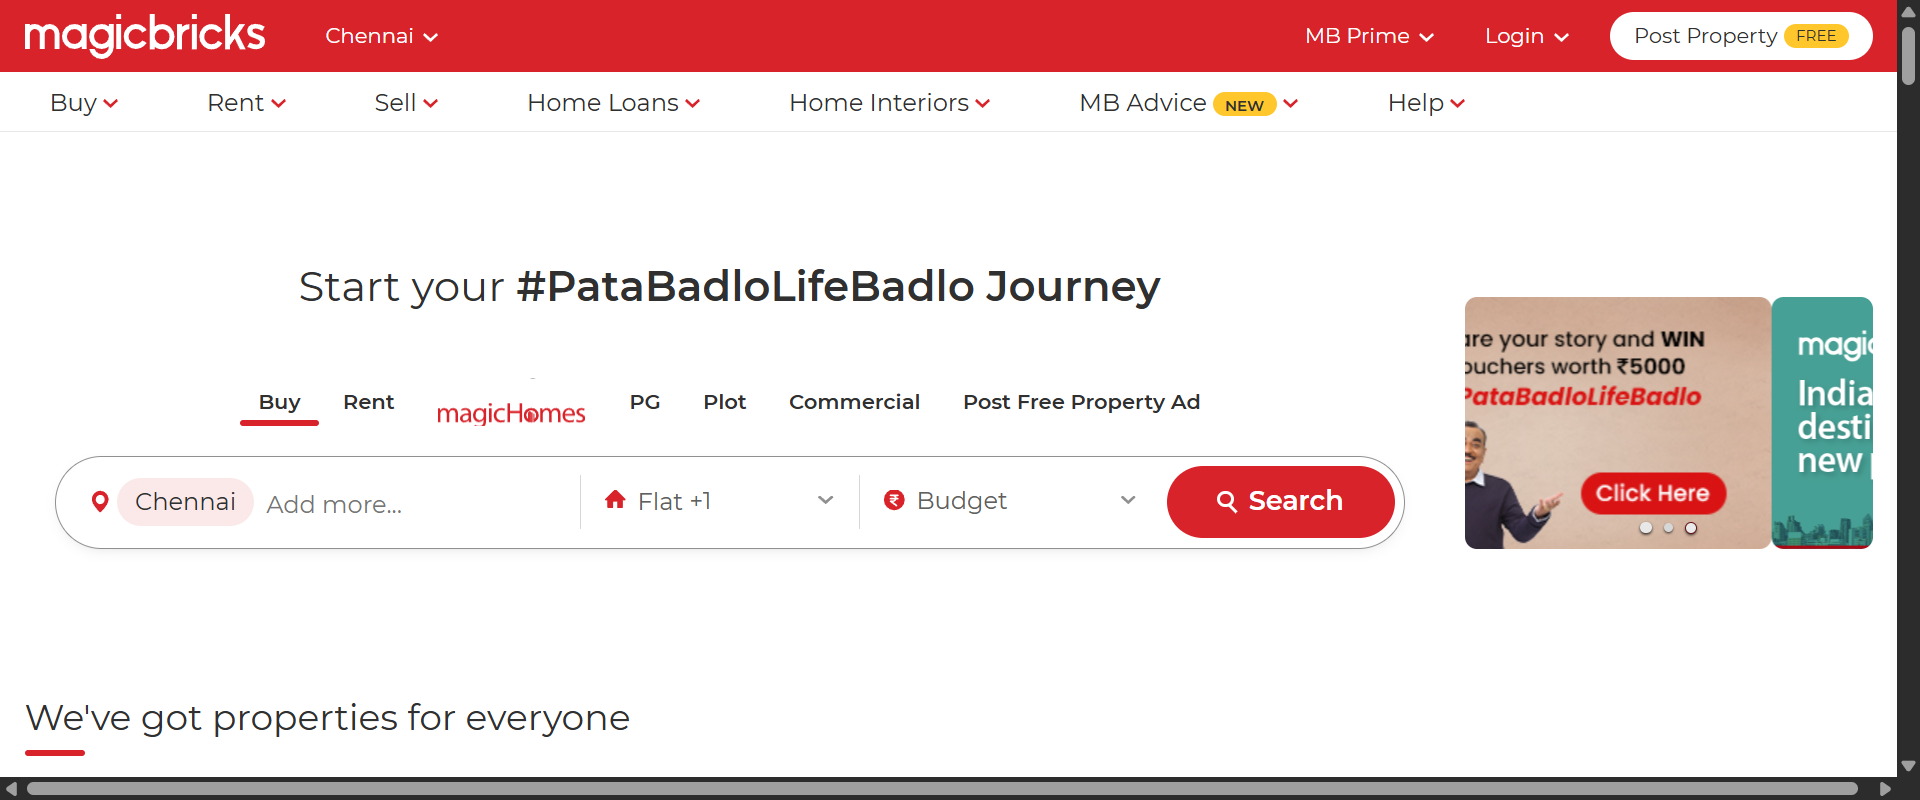 magicbricks
Chennai
MB Prime
Login
Post Property FREE
Buy
Rent
Sell
Home Loans
Home Interiors
MB Advice NEW
Help
Start your #PataBadloLifeBadlo Journey
Buy
Rent
magicHomes
PG
Plot
Commercial
Post Free Property Ad
Chennai
Add more...
Flat +1
Budget
Search
are your story and WIN
ouchers worth ₹5000
PataBadloLifeBadlo
Click Here
magic
India
desti
new
We've got properties for everyone